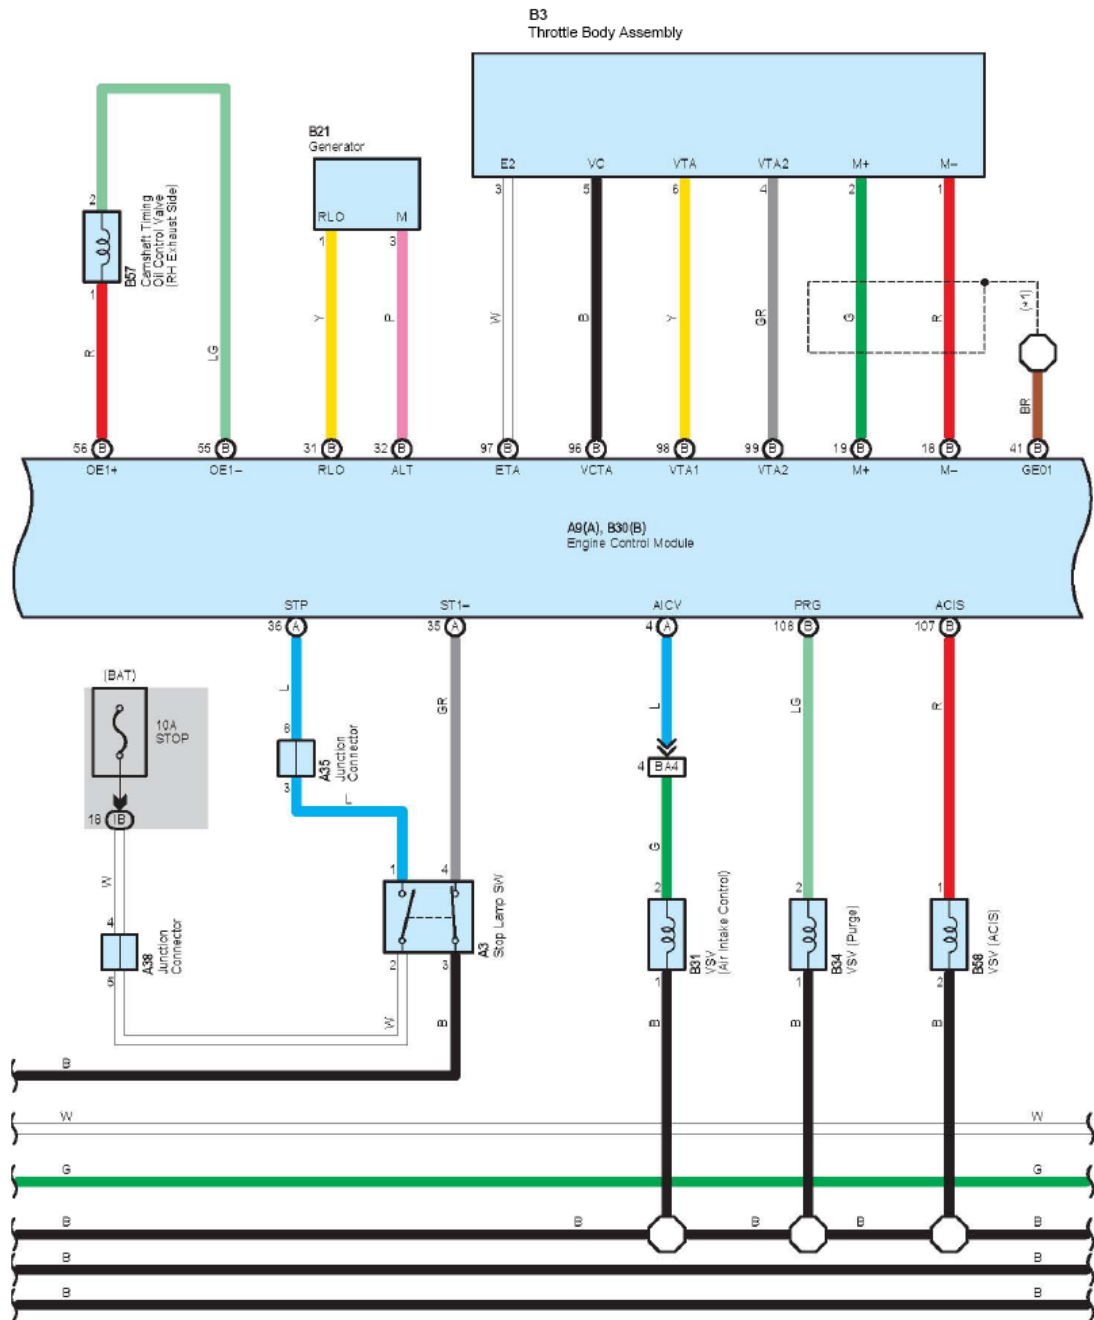 B3
Throttle Body Assembly
B21
Generator
E2 VC VTA VTA2 M+ M−
3 5 6 4 2 1
2
B57
Camshaft Timing
Oil Control Valve
(RH Exhaust Side)
1
RLO M
1 3
R LG Y P W B Y GR G R (*1)
BR
56 B 55 B 31 B 32 B 97 B 96 B 98 B 99 B 19 B 18 B 41 B
OE1+ OE1− RLO ALT ETA VCTA VTA1 VTA2 M+ M− GE01
A9(A), B30(B)
Engine Control Module
STP ST1− AICV PRG ACIS
36 A 35 A 4 A 108 B 107 B
(BAT)
10A
STOP
18 IB
L GR L LG R
6
A35
Junction
Connector
3
L
4 BA4
W
G
4
A38
Junction
Connector
5
1 4
A3
Stop Lamp SW
2 3
W B
2
B31
VSV
(Air Intake Control)
1
2
B34
VSV (Purge)
1
1
B58
VSV (ACIS)
2
B B B
B
W W
G G
B B B B B
B B
B B